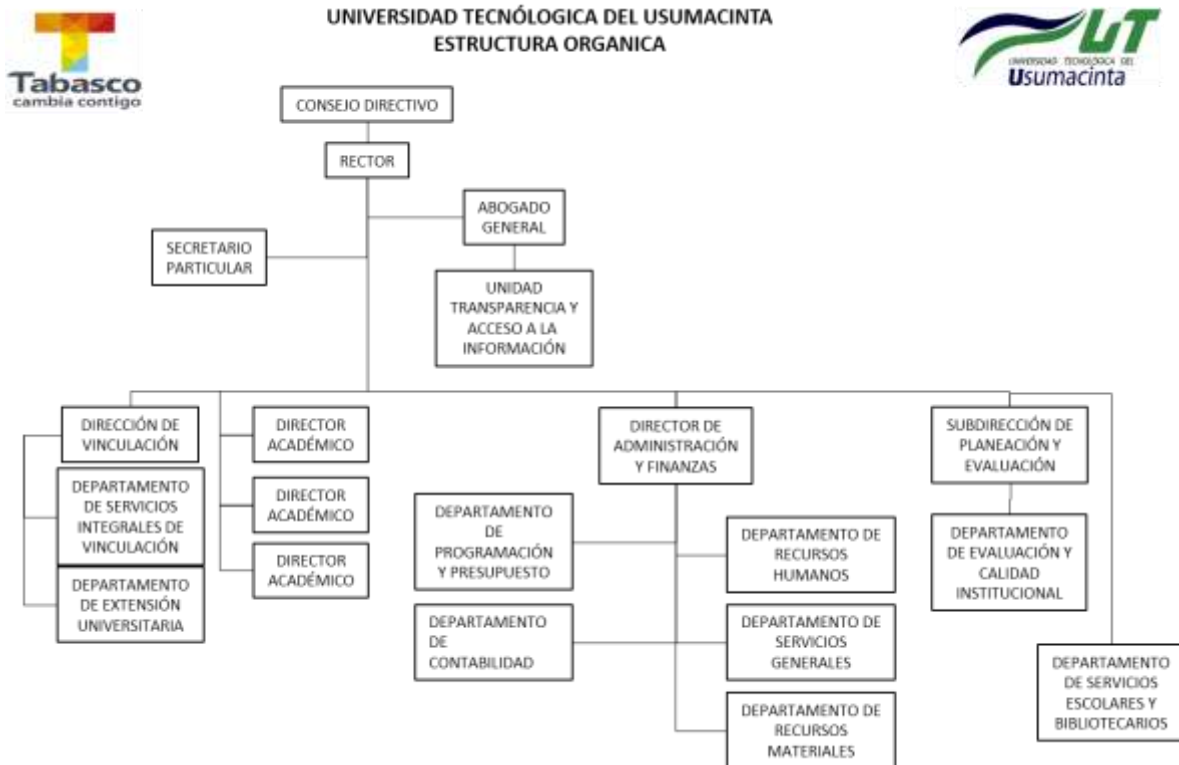 UNIVERSIDAD TECNÓLOGICA DEL USUMACINTA
ESTRUCTURA ORGANICA
Tabasco
cambia contigo
UT
UNIVERSIDAD TECNOLÓGICA DEL
Usumacinta
CONSEJO DIRECTIVO
RECTOR
ABOGADO
GENERAL
SECRETARIO
PARTICULAR
UNIDAD
TRANSPARENCIA Y
ACCESO A LA
INFORMACIÓN
DIRECCIÓN DE
VINCULACIÓN
DEPARTAMENTO
DE SERVICIOS
INTEGRALES DE
VINCULACIÓN
DEPARTAMENTO
DE EXTENSIÓN
UNIVERSITARIA
DIRECTOR
ACADÉMICO
DIRECTOR
ACADÉMICO
DIRECTOR
ACADÉMICO
DIRECTOR DE
ADMINISTRACIÓN
Y FINANZAS
DEPARTAMENTO
DE
PROGRAMACIÓN
Y PRESUPUESTO
DEPARTAMENTO
DE
CONTABILIDAD
DEPARTAMENTO DE
RECURSOS
HUMANOS
DEPARTAMENTO DE
SERVICIOS
GENERALES
DEPARTAMENTO DE
RECURSOS
MATERIALES
SUBDIRECCIÓN DE
PLANEACIÓN Y
EVALUACIÓN
DEPARTAMENTO
DE EVALUACIÓN Y
CALIDAD
INSTITUCIONAL
DEPARTAMENTO
DE SERVICIOS
ESCOLARES Y
BIBLIOTECARIOS